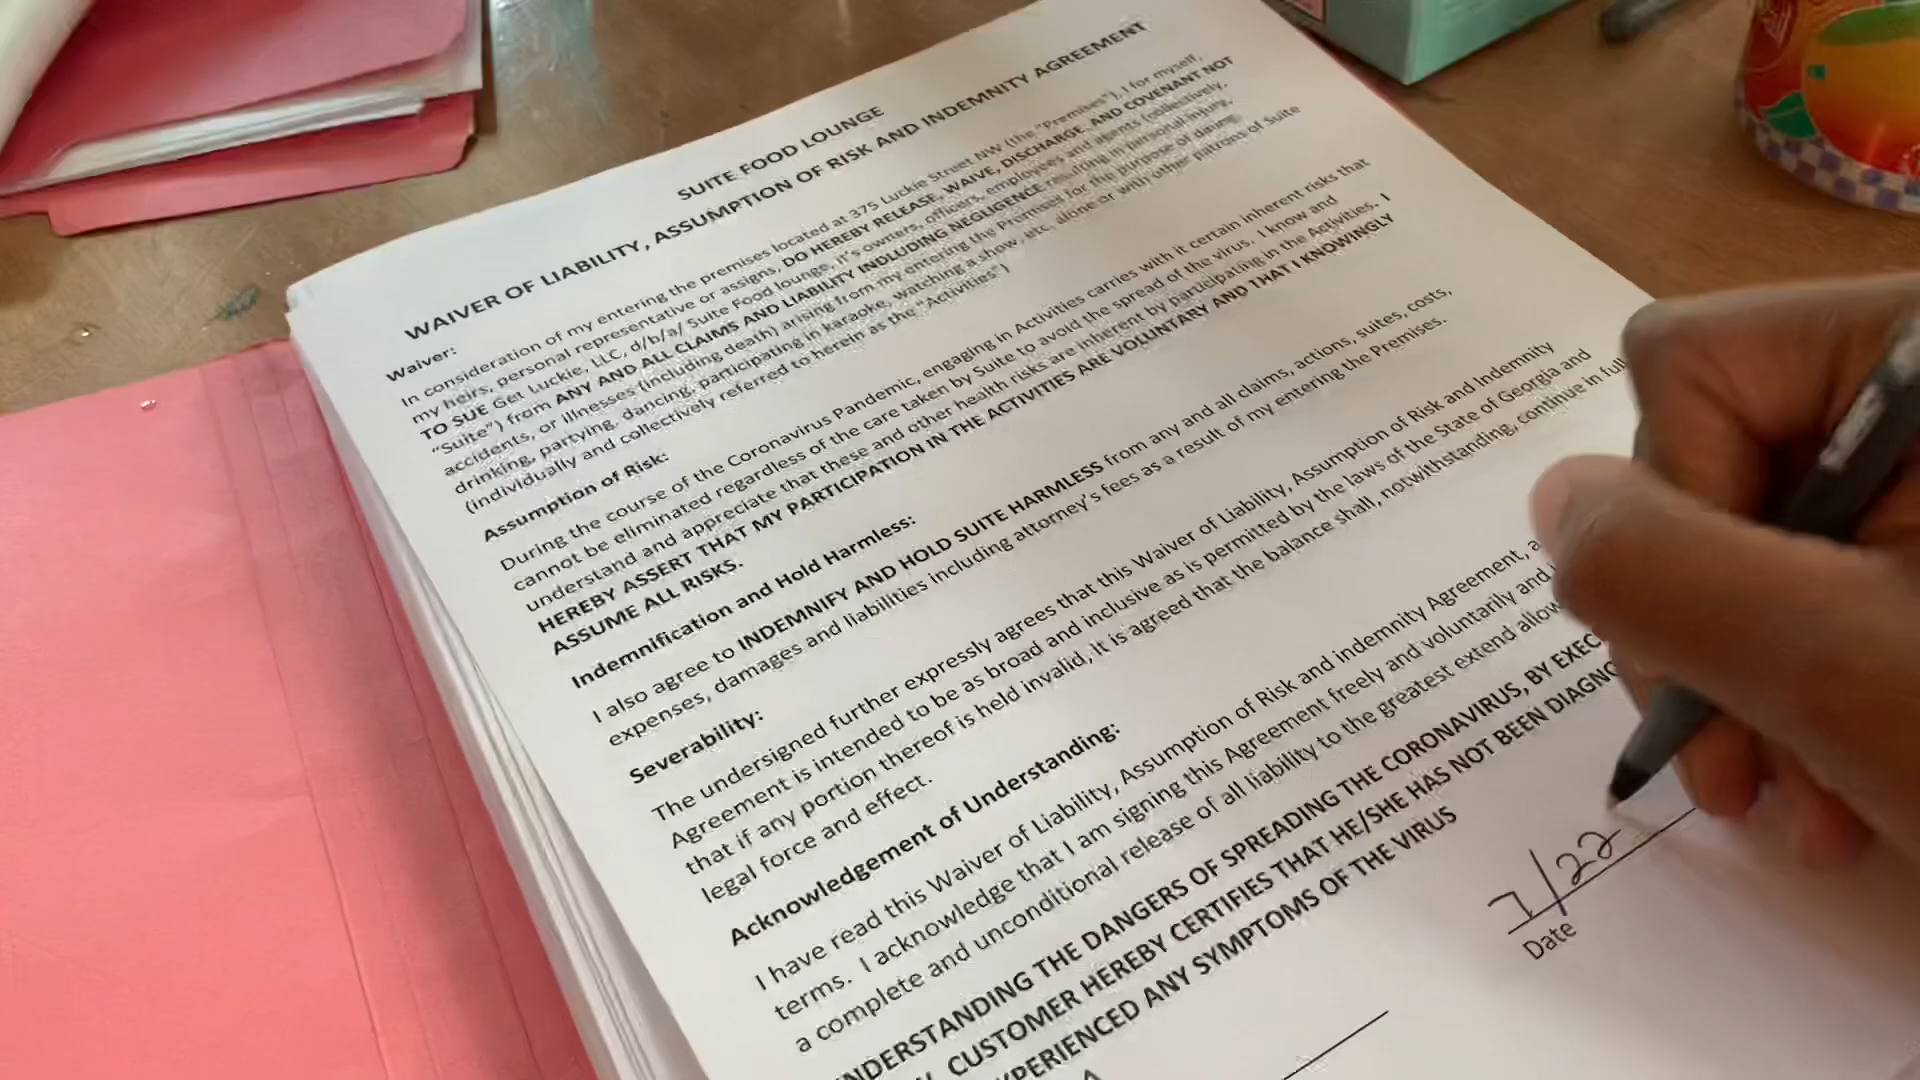 SUITE FOOD LOUNGE
WAIVER OF LIABILITY, ASSUMPTION OF RISK AND INDEMNITY AGREEMENT
Waiver:
In consideration of my entering the premises located at 375 Luckie Street NW (the "Premises"), I for myself,
my heirs, personal representative or assigns, DO HEREBY RELEASE, WAIVE, DISCHARGE, AND COVENANT NOT
TO SUE Get Luckie, LLC, d/b/a/ Suite Food lounge, it's owners, officers, employees and agents (collectively,
"Suite") from ANY AND ALL CLAIMS AND LIABILITY INDLUDING NEGLIGENCE resulting in personal injury,
accidents, or illnesses (including death) arising from my entering the Premises for the purpose of dining,
drinking, partying, dancing, participating in karaoke, watching a show, etc. alone or with other patrons of Suite
(individually and collectively referred to herein as the "Activities")
Assumption of Risk:
During the course of the Coronavirus Pandemic, engaging in Activities carries with it certain inherent risks that
cannot be eliminated regardless of the care taken by Suite to avoid the spread of the virus. I know and
understand and appreciate that these and other health risks are inherent by participating in the Activities. I
HEREBY ASSERT THAT MY PARTICIPATION IN THE ACTIVITIES ARE VOLUNTARY AND THAT I KNOWINGLY
ASSUME ALL RISKS.
Indemnification and Hold Harmless:
I also agree to INDEMNIFY AND HOLD SUITE HARMLESS from any and all claims, actions, suites, costs,
expenses, damages and liabilities including attorney's fees as a result of my entering the Premises.
Severability:
The undersigned further expressly agrees that this Waiver of Liability, Assumption of Risk and Indemnity
Agreement is intended to be as broad and inclusive as is permitted by the laws of the State of Georgia and
that if any portion thereof is held invalid, it is agreed that the balance shall, notwithstanding, continue in full
legal force and effect.
Acknowledgement of Understanding:
I have read this Waiver of Liability, Assumption of Risk and indemnity Agreement, a
terms. I acknowledge that I am signing this Agreement freely and voluntarily and i
a complete and unconditional release of all liability to the greatest extend allow
NDERSTANDING THE DANGERS OF SPREADING THE CORONAVIRUS, BY EXEC
CUSTOMER HEREBY CERTIFIES THAT HE/SHE HAS NOT BEEN DIAGNO
XPERIENCED ANY SYMPTOMS OF THE VIRUS
7/22
Date